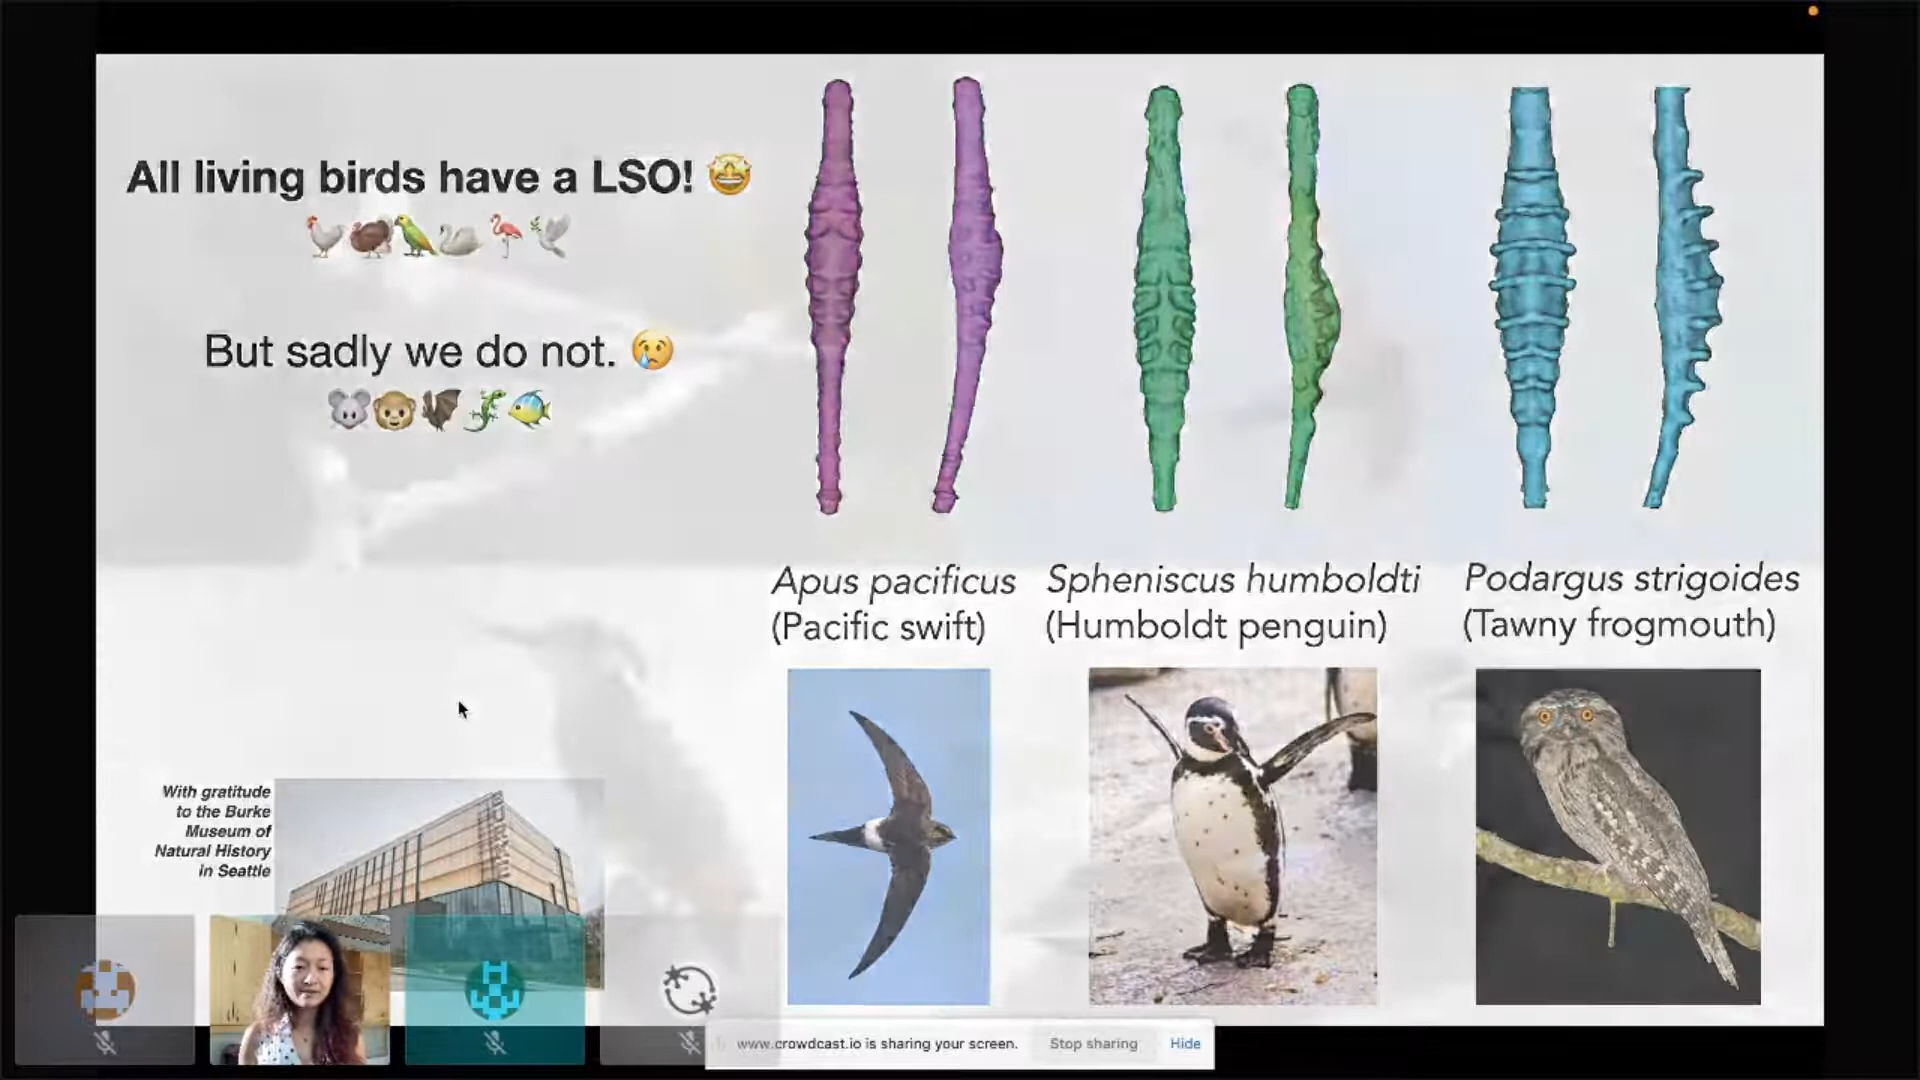 All living birds have a LSO! 🤩
But sadly we do not. 😢
Apus pacificus
(Pacific swift)
Spheniscus humboldti
(Humboldt penguin)
Podargus strigoides
(Tawny frogmouth)
With gratitude
to the Burke
Museum of
Natural History
in Seattle
BURKE
www.crowdcast.io is sharing your screen.
Stop sharing
Hide